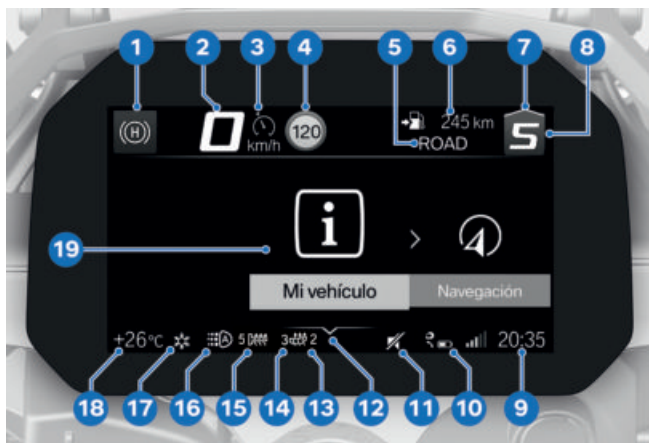 1 2 3 4 5 6 7 8
(H) 0 km/h 120 245 km S
ROAD
i
19
>
Mi vehículo Navegación
+26°C A 5 3 2 20:35
18 17 16 15 14 13 12 11 10 9